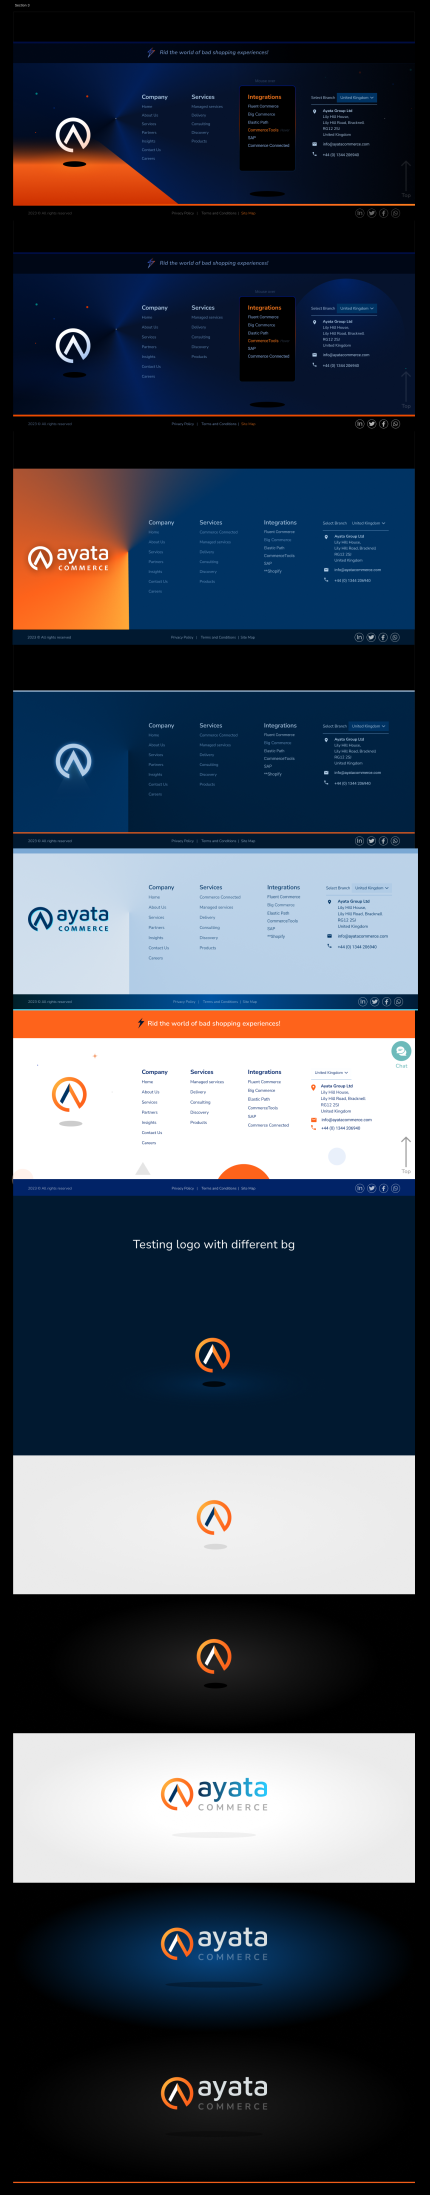 Section 3
Rid the world of bad shopping experiences!
Company
Home
About Us
Services
Partners
Insights
Contact Us
Careers
Services
Managed services
Delivery
Consulting
Discovery
Products
Integrations
Fluent Commerce
Big Commerce
Elastic Path
CommerceTools
SAP
Commerce Connected
Select Branch United Kingdom
Ayata Group Ltd
Lily Hill House,
Lily Hill Road, Bracknell
RG12 2SJ
United Kingdom
info@ayatacommerce.com
+44 (0) 1344 206940
Top
2023 © All rights reserved
Privacy Policy | Terms and Conditions | Site Map
Rid the world of bad shopping experiences!
Company
Home
About Us
Services
Partners
Insights
Contact Us
Careers
Services
Managed services
Delivery
Consulting
Discovery
Products
Integrations
Fluent Commerce
Big Commerce
Elastic Path
CommerceTools
SAP
Commerce Connected
Select Branch United Kingdom
Ayata Group Ltd
Lily Hill House,
Lily Hill Road, Bracknell
RG12 2SJ
United Kingdom
info@ayatacommerce.com
+44 (0) 1344 206940
Top
2023 © All rights reserved
Privacy Policy | Terms and Conditions | Site Map
ayata
COMMERCE
Company
Home
About Us
Services
Partners
Insights
Contact Us
Careers
Services
Commerce Connected
Managed services
Delivery
Consulting
Discovery
Products
Integrations
Fluent Commerce
Big Commerce
Elastic Path
CommerceTools
SAP
**Shopify
Select Branch United Kingdom
Ayata Group Ltd
Lily Hill House,
Lily Hill Road, Bracknell
RG12 2SJ
United Kingdom
info@ayatacommerce.com
+44 (0) 1344 206940
2023 © All rights reserved
Privacy Policy | Terms and Conditions | Site Map
Company
Home
About Us
Services
Partners
Insights
Contact Us
Careers
Services
Commerce Connected
Managed services
Delivery
Consulting
Discovery
Products
Integrations
Fluent Commerce
Big Commerce
Elastic Path
CommerceTools
SAP
**Shopify
Select Branch United Kingdom
Ayata Group Ltd
Lily Hill House,
Lily Hill Road, Bracknell
RG12 2SJ
United Kingdom
info@ayatacommerce.com
+44 (0) 1344 206940
2023 © All rights reserved
Privacy Policy | Terms and Conditions | Site Map
ayata
COMMERCE
Company
Home
About Us
Services
Partners
Insights
Contact Us
Careers
Services
Commerce Connected
Managed services
Delivery
Consulting
Discovery
Products
Integrations
Fluent Commerce
Big Commerce
Elastic Path
CommerceTools
SAP
**Shopify
Select Branch United Kingdom
Ayata Group Ltd
Lily Hill House,
Lily Hill Road, Bracknell
RG12 2SJ
United Kingdom
info@ayatacommerce.com
+44 (0) 1344 206940
2023 © All rights reserved
Privacy Policy | Terms and Conditions | Site Map
Rid the world of bad shopping experiences!
Chat
Company
Home
About Us
Services
Partners
Insights
Contact Us
Careers
Services
Managed services
Delivery
Consulting
Discovery
Products
Integrations
Fluent Commerce
Big Commerce
Elastic Path
CommerceTools
SAP
Commerce Connected
United Kingdom
Ayata Group Ltd
Lily Hill House,
Lily Hill Road, Bracknell
RG12 2SJ
United Kingdom
info@ayatacommerce.com
+44 (0) 1344 206940
Top
2023 © All rights reserved
Privacy Policy | Terms and Conditions | Site Map
Testing logo with different bg
ayata
COMMERCE
ayata
COMMERCE
ayata
COMMERCE